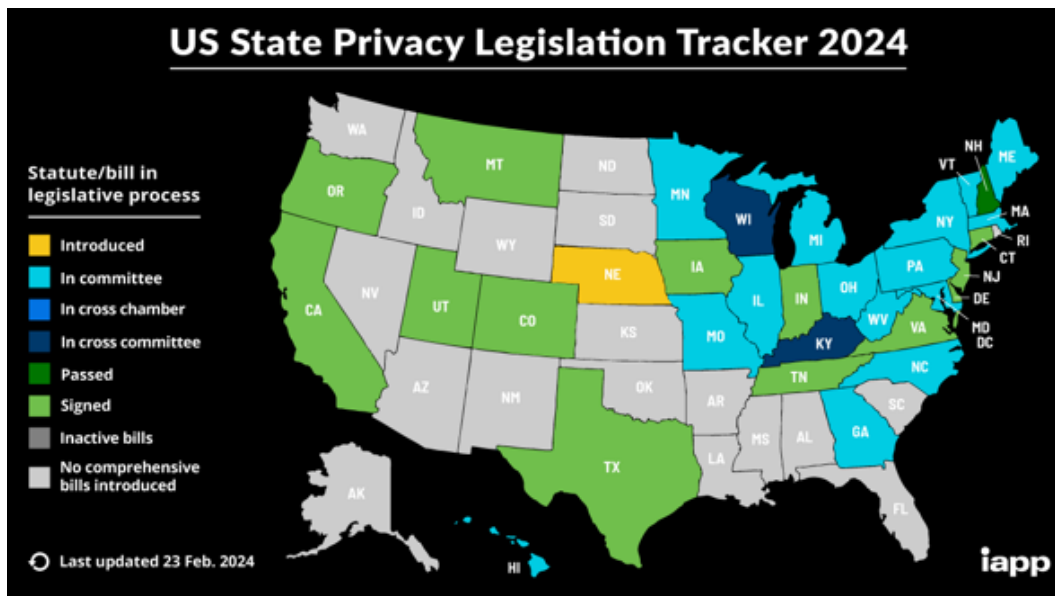 US State Privacy Legislation Tracker 2024
Statute/bill in
legislative process
Introduced
In committee
In cross chamber
In cross committee
Passed
Signed
Inactive bills
No comprehensive
bills introduced
Last updated 23 Feb. 2024
WA
MT
ND
MN
OR
ID
SD
WI
WY
MI
NH
VT
ME
NY
MA
RI
CT
NJ
DE
MD
DC
NE
IA
PA
NV
UT
CO
IL
IN
OH
WV
VA
CA
KS
MO
KY
NC
AZ
NM
OK
AR
TN
SC
TX
LA
MS
AL
GA
FL
AK
HI
iapp